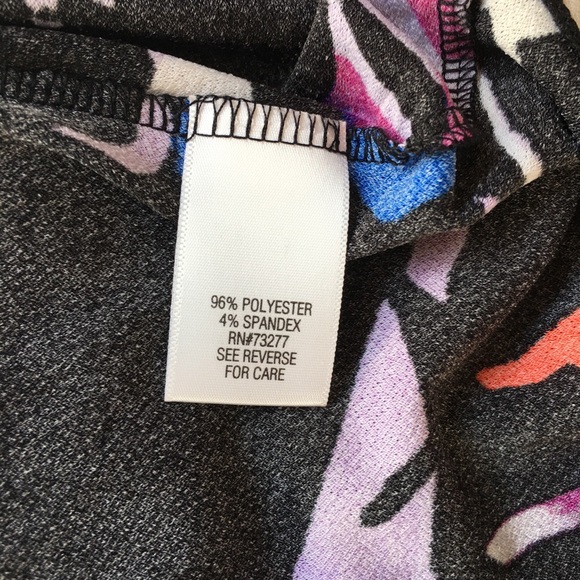 96% POLYESTER
4% SPANDEX
RN#73277
SEE REVERSE
FOR CARE